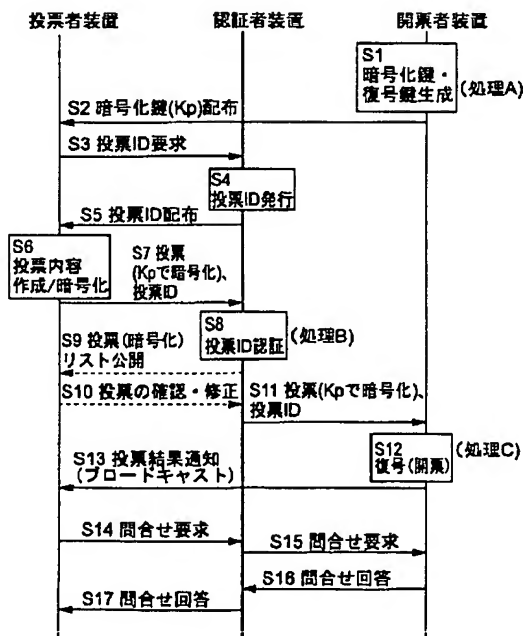 投票者装置
認証者装置
開票者装置
S1
暗号化鍵・
復号鍵生成
(処理A)
S2 暗号化鍵(Kp)配布
S3 投票ID要求
S4
投票ID発行
S5 投票ID配布
S6
投票内容
作成/暗号化
S7 投票
(Kpで暗号化)、
投票ID
S8
投票ID認証
(処理B)
S9 投票(暗号化)
リスト公開
S10 投票の確認・修正
S11 投票(Kpで暗号化)、
投票ID
S12
復号(開票)
(処理C)
S13 投票結果通知
(ブロードキャスト)
S14 問合せ要求
S15 問合せ要求
S16 問合せ回答
S17 問合せ回答